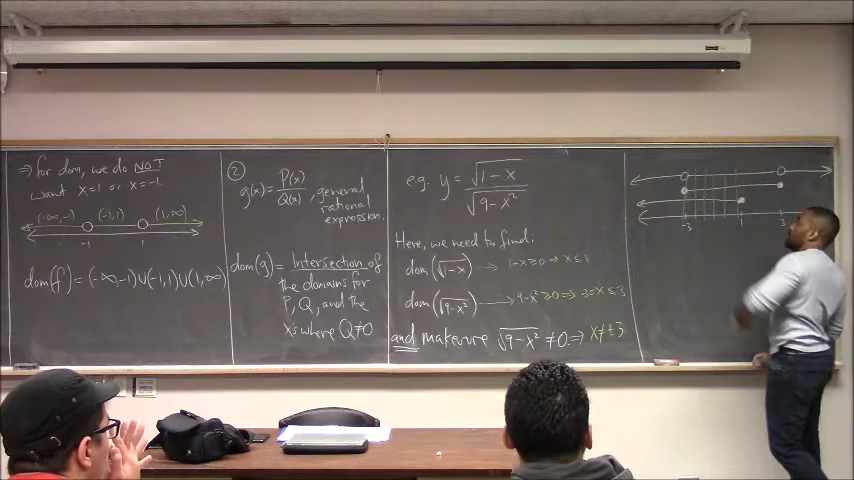 ⇒ for dom, we do NOT
want x=1 or x=-1.
(-∞,-1) (-1,1) (1,∞)
-1 1
dom(f) = (-∞,-1)∪(-1,1)∪(1,∞)
②
g(x) = P(x)/Q(x), general
rational
expression.
dom(g) = Intersection of
the domains for
P, Q, and the
xs where Q≠0
e.g. y = √(1-x) / √(9-x²)
Here, we need to find:
dom(√(1-x)) → 1-x≥0 ⇒ x≤1
dom(√(9-x²)) → 9-x²≥0 ⇒ -3≤x≤3
and make sure √(9-x²) ≠0 ⇒ x≠±3
-3 1 3